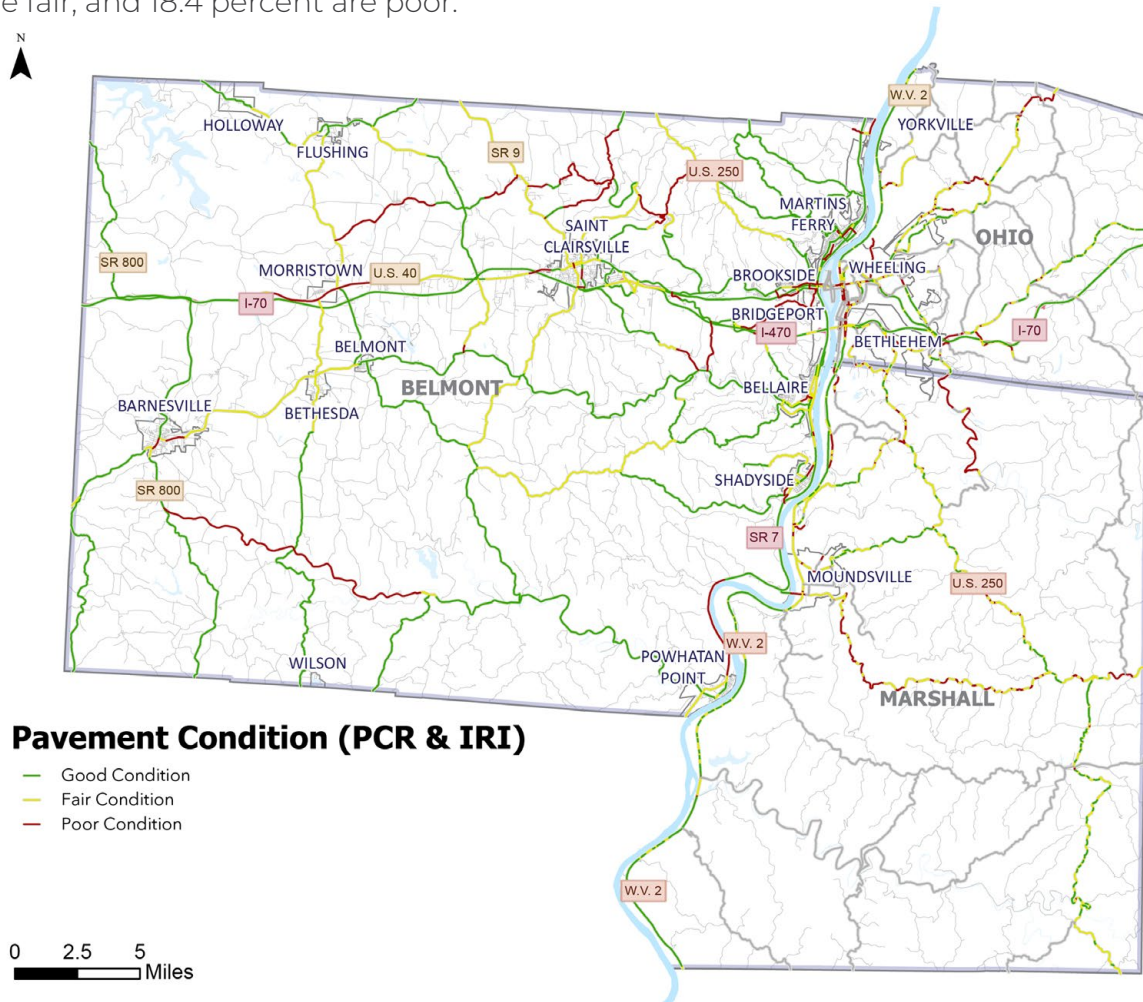 e fair, and 18.4 percent are poor.
N
W.V. 2
HOLLOWAY
YORKVILLE
FLUSHING
SR 9
U.S. 250
MARTINS
FERRY
SAINT
CLAIRSVILLE
OHIO
SR 800
MORRISTOWN
U.S. 40
BROOKSIDE
WHEELING
I-70
BRIDGEPORT
I-470
I-70
BELMONT
BETHLEHEM
BELMONT
BELLAIRE
BARNESVILLE
BETHESDA
SR 800
SHADYSIDE
SR 7
MOUNDSVILLE
U.S. 250
W.V. 2
WILSON
POWHATAN
POINT
MARSHALL
Pavement Condition (PCR & IRI)
Good Condition
Fair Condition
Poor Condition
W.V. 2
0 2.5 5
Miles